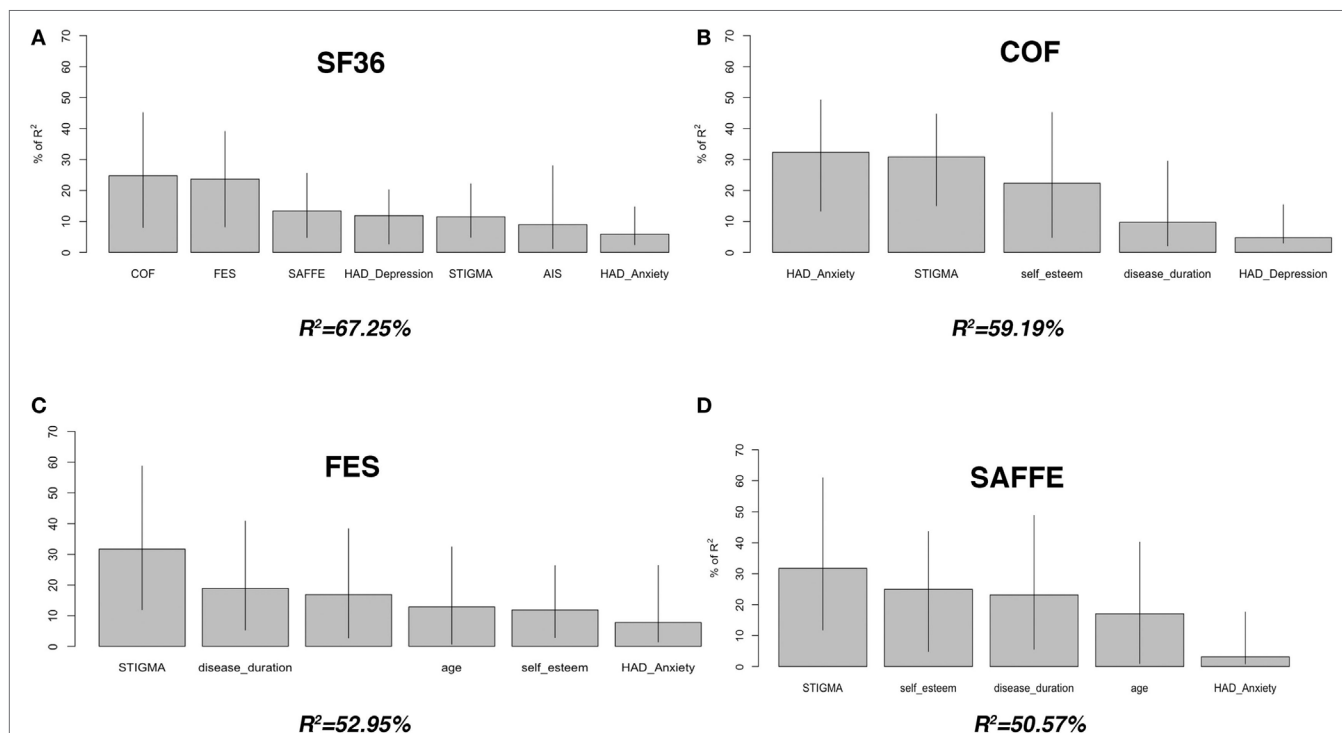 A
SF36
% of R²
70
60
50
40
30
20
10
0
COF FES SAFFE HAD_Depression STIGMA AIS HAD_Anxiety
R²=67.25%
B
COF
% of R²
70
60
50
40
30
20
10
0
HAD_Anxiety STIGMA self_esteem disease_duration HAD_Depression
R²=59.19%
C
FES
70
60
50
40
30
20
10
0
STIGMA disease_duration age self_esteem HAD_Anxiety
R²=52.95%
D
SAFFE
% of R²
70
60
50
40
30
20
10
0
STIGMA self_esteem disease_duration age HAD_Anxiety
R²=50.57%